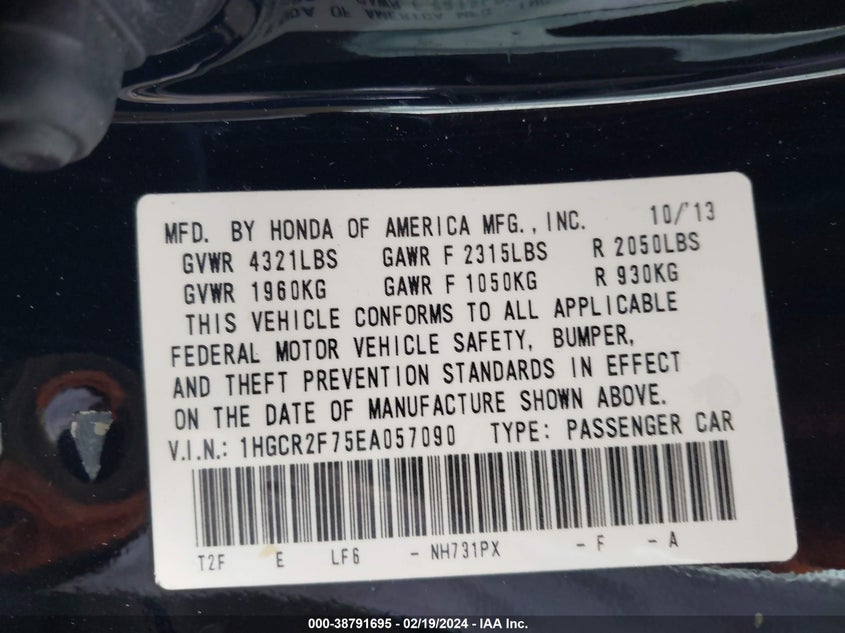 MFD. BY HONDA OF AMERICA MFG., INC. 10/'13
GVWR 4321LBS GAWR F 2315LBS R 2050LBS
GVWR 1960KG GAWR F 1050KG R 930KG
THIS VEHICLE CONFORMS TO ALL APPLICABLE
FEDERAL MOTOR VEHICLE SAFETY, BUMPER,
AND THEFT PREVENTION STANDARDS IN EFFECT
ON THE DATE OF MANUFACTURE SHOWN ABOVE.
V.I.N.: 1HGCR2F75EA057090 TYPE: PASSENGER CAR
T2F E LF6 - NH731PX - F - A
000-38791695 - 02/19/2024 - IAA Inc.